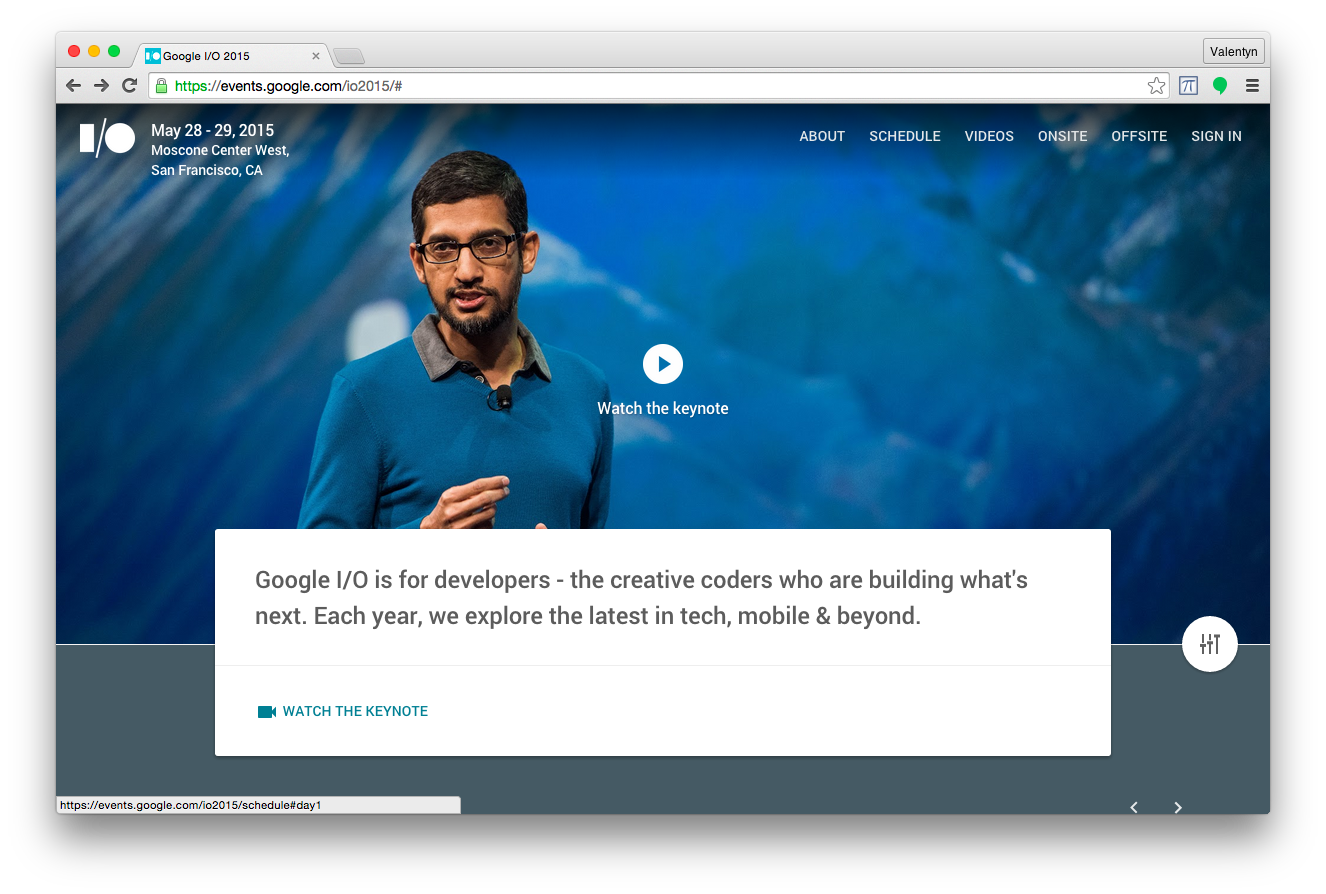 Google I/O 2015
Valentyn
https://events.google.com/io2015/#
I/O
May 28 - 29, 2015
Moscone Center West,
San Francisco, CA
ABOUT SCHEDULE VIDEOS ONSITE OFFSITE SIGN IN
Watch the keynote
Google I/O is for developers - the creative coders who are building what's
next. Each year, we explore the latest in tech, mobile & beyond.
WATCH THE KEYNOTE
https://events.google.com/io2015/schedule#day1